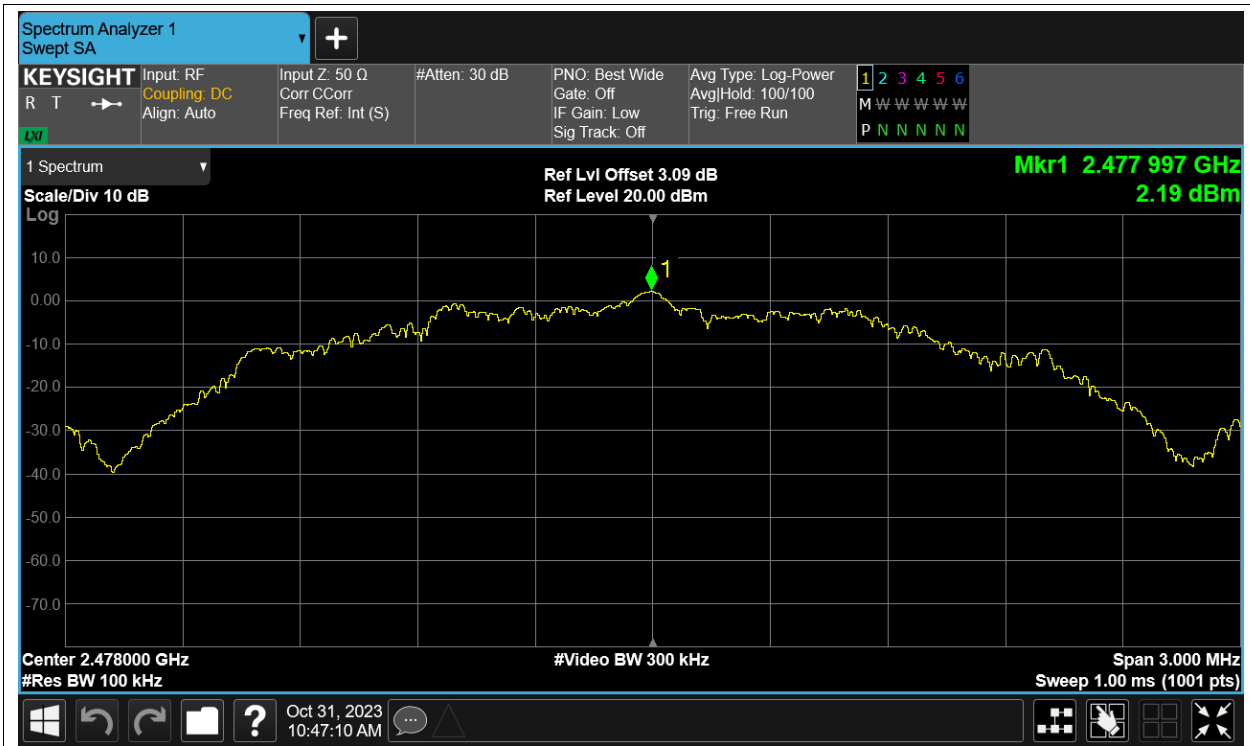 Spectrum Analyzer 1
Swept SA
KEYSIGHT
R T
LXI
Input: RF
Coupling: DC
Align: Auto
Input Z: 50 Ω
Corr CCorr
Freq Ref: Int (S)
#Atten: 30 dB
PNO: Best Wide
Gate: Off
IF Gain: Low
Sig Track: Off
Avg Type: Log-Power
Avg|Hold: 100/100
Trig: Free Run
1 2 3 4 5 6
M W W W W W
P N N N N N
1 Spectrum
Scale/Div 10 dB
Ref Lvl Offset 3.09 dB
Ref Level 20.00 dBm
Mkr1 2.477 997 GHz
2.19 dBm
Log
10.0
0.00
-10.0
-20.0
-30.0
-40.0
-50.0
-60.0
-70.0
1
Center 2.478000 GHz
#Res BW 100 kHz
#Video BW 300 kHz
Span 3.000 MHz
Sweep 1.00 ms (1001 pts)
?
Oct 31, 2023
10:47:10 AM